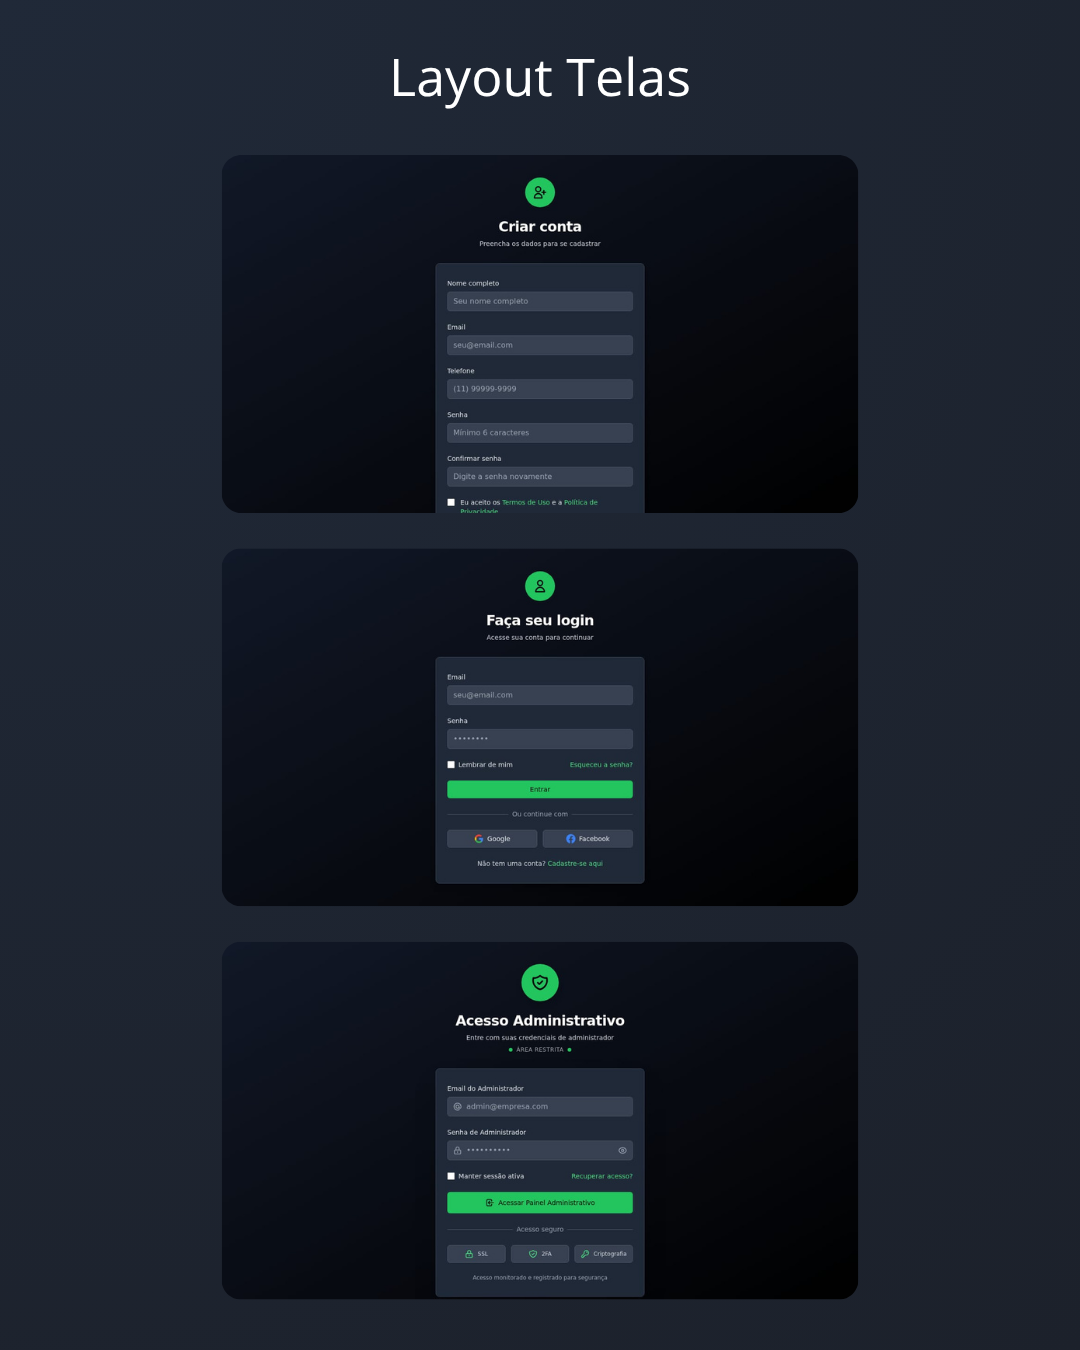 Layout Telas
Criar conta
Preencha os dados para se cadastrar
Nome completo
Seu nome completo
Email
seu@email.com
Telefone
(11) 99999-9999
Senha
Mínimo 6 caracteres
Confirmar senha
Digite a senha novamente
Eu aceito os Termos de Uso e a Política de
Privacidade
Faça seu login
Acesse sua conta para continuar
Email
seu@email.com
Senha
••••••••
Lembrar de mim
Esqueceu a senha?
Entrar
Ou continue com
Google
Facebook
Não tem uma conta? Cadastre-se aqui
Acesso Administrativo
Entre com suas credenciais de administrador
ÁREA RESTRITA
Email do Administrador
admin@empresa.com
Senha de Administrador
••••••••••
Manter sessão ativa
Recuperar acesso?
Acessar Painel Administrativo
Acesso seguro
SSL
2FA
Criptografia
Acesso monitorado e registrado para segurança